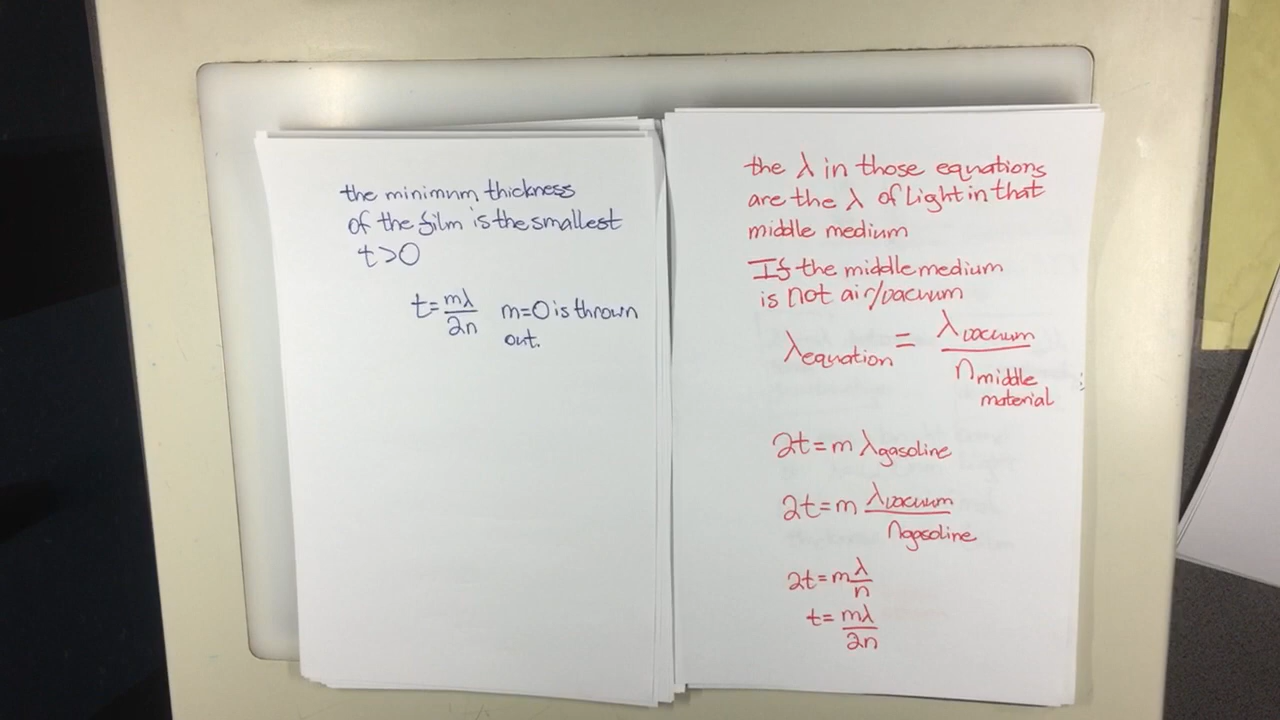 the minimum thickness
of the film is the smallest
t>0
t=mλ/2n m=0 is thrown
out.
the λ in those equations
are the λ of light in that
middle medium
If the middle medium
is not air/vacuum
λequation = λvacuum/nmiddle
material
2t=m λgasoline
2t=m λvacuum/ngasoline
2t=m λ/n
t=mλ/2n